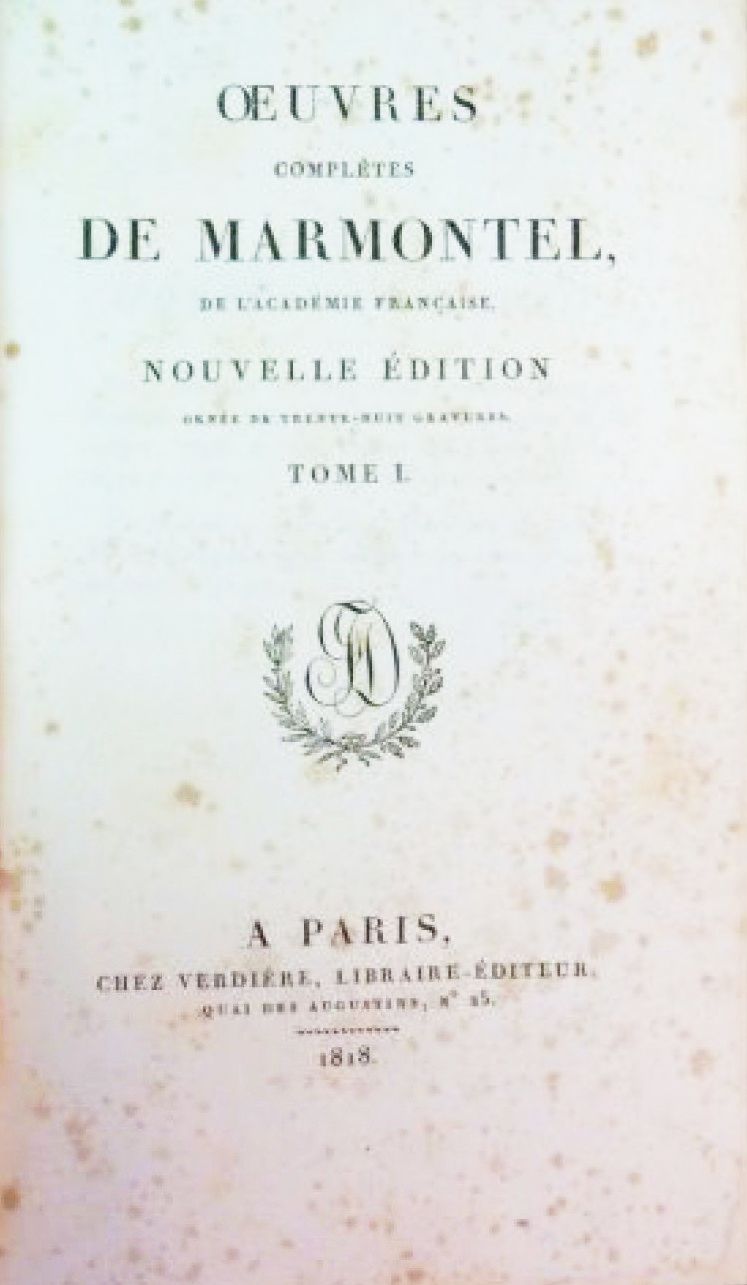 ŒUVRES
COMPLÈTES
DE MARMONTEL,
DE L'ACADÉMIE FRANÇAISE.
NOUVELLE ÉDITION
ORNÉE DE TRENTE-HUIT GRAVURES.
TOME I.
A PARIS,
CHEZ VERDIÈRE, LIBRAIRE-ÉDITEUR,
QUAI DES AUGUSTINS, N° 25.
1818.